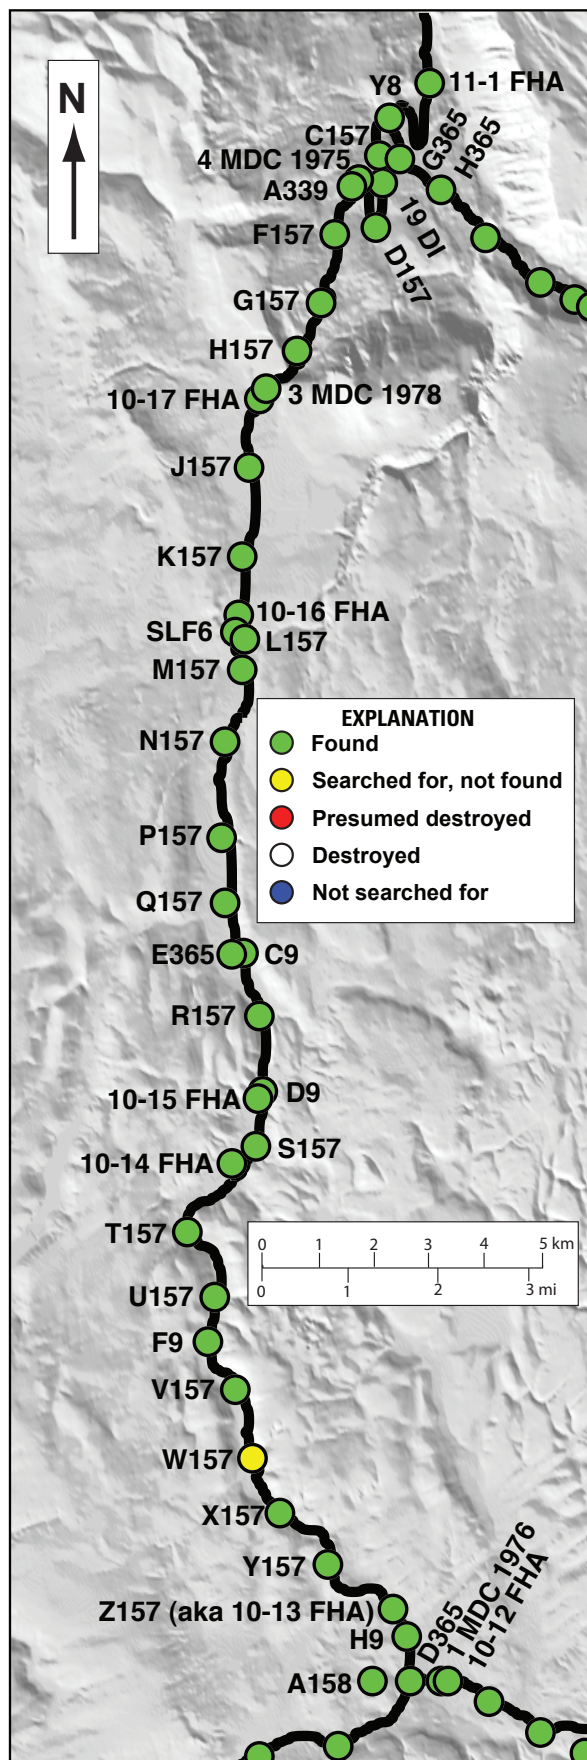 N
11-1 FHA
Y8
C157
G365
4 MDC 1975
H365
A339
19 DI
F157
D157
G157
H157
3 MDC 1978
10-17 FHA
J157
K157
10-16 FHA
SLF6
L157
M157
EXPLANATION
Found
Searched for, not found
Presumed destroyed
Destroyed
Not searched for
N157
P157
Q157
E365
C9
R157
D9
10-15 FHA
S157
10-14 FHA
T157
0 1 2 3 4 5 km
0 1 2 3 mi
U157
F9
V157
W157
X157
Y157
Z157 (aka 10-13 FHA)
H9
D365
1 MDC 1976
10-12 FHA
A158